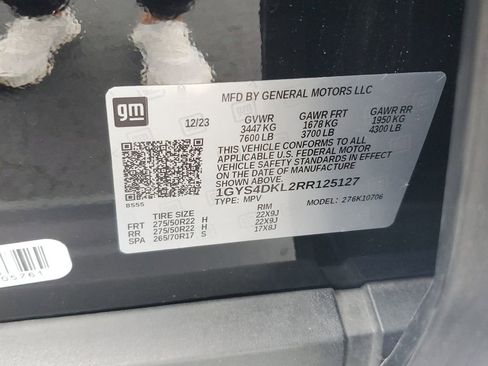 gm
MFD BY GENERAL MOTORS LLC
12/23 GVWR GAWR FRT GAWR RR
3447 KG 1678 KG 1950 KG
7600 LB 3700 LB 4300 LB
THIS VEHICLE CONFORMS TO ALL
APPLICABLE U.S. FEDERAL MOTOR
VEHICLE SAFETY STANDARDS IN EFFECT
ON THE DATE OF MANUFACTURE
SHOWN ABOVE.
1GYS4DKL2RR125127
B555 TYPE: MPV MODEL: 276K10706
TIRE SIZE RIM
FRT 275/50R22 H 22X9J
RR 275/50R22 H 22X9J
SPA 265/70R17 S 17X8J
05761